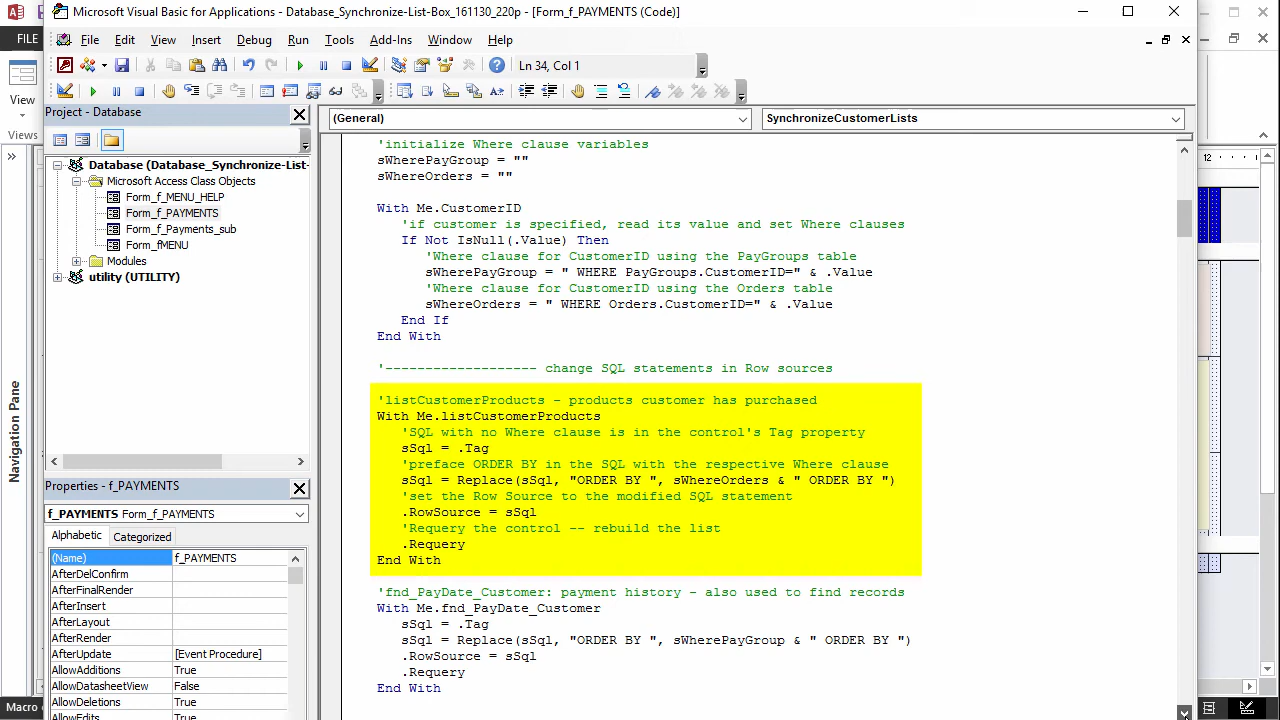 Microsoft Visual Basic for Applications - Database_Synchronize-List-Box_161130_220p - [Form_f_PAYMENTS (Code)]
FILE
File Edit View Insert Debug Run Tools Add-Ins Window Help
Ln 34, Col 1
View
Views
Project - Database
(General)
SynchronizeCustomerLists
12
Database (Database_Synchronize-List-
Microsoft Access Class Objects
Form_f_MENU_HELP
Form_f_PAYMENTS
Form_f_Payments_sub
Form_fMENU
Modules
utility (UTILITY)
Navigation Pane
Properties - f_PAYMENTS
f_PAYMENTS Form_f_PAYMENTS
Alphabetic Categorized
(Name) f_PAYMENTS
AfterDelConfirm
AfterFinalRender
AfterInsert
AfterLayout
AfterRender
AfterUpdate [Event Procedure]
AllowAdditions True
AllowDatasheetView False
AllowDeletions True
AllowEdits True
Macro
'initialize Where clause variables
sWherePayGroup = ""
sWhereOrders = ""
With Me.CustomerID
'if customer is specified, read its value and set Where clauses
If Not IsNull(.Value) Then
'Where clause for CustomerID using the PayGroups table
sWherePayGroup = " WHERE PayGroups.CustomerID=" & .Value
'Where clause for CustomerID using the Orders table
sWhereOrders = " WHERE Orders.CustomerID=" & .Value
End If
End With
'------------------- change SQL statements in Row sources
'listCustomerProducts - products customer has purchased
With Me.listCustomerProducts
'SQL with no Where clause is in the control's Tag property
sSql = .Tag
'preface ORDER BY in the SQL with the respective Where clause
sSql = Replace(sSql, "ORDER BY ", sWhereOrders & " ORDER BY ")
'set the Row Source to the modified SQL statement
.RowSource = sSql
'Requery the control -- rebuild the list
.Requery
End With
'fnd_PayDate_Customer: payment history - also used to find records
With Me.fnd_PayDate_Customer
sSql = .Tag
sSql = Replace(sSql, "ORDER BY ", sWherePayGroup & " ORDER BY ")
.RowSource = sSql
.Requery
End With